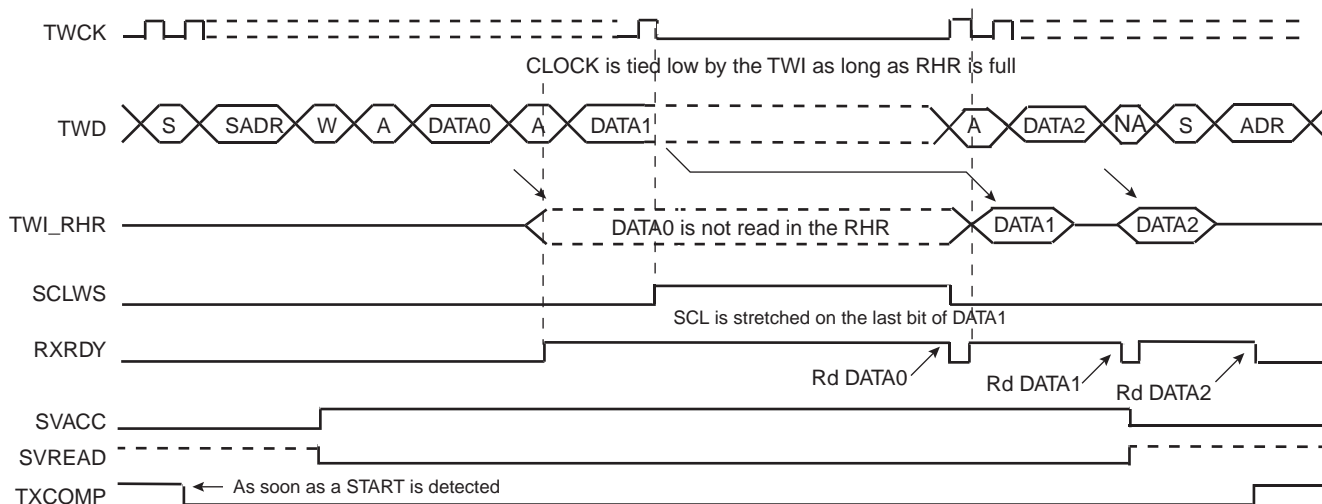 TWCK
CLOCK is tied low by the TWI as long as RHR is full
TWD S SADR W A DATA0 A DATA1 A DATA2 NA S ADR
TWI_RHR DATA0 is not read in the RHR DATA1 DATA2
SCLWS
SCL is stretched on the last bit of DATA1
RXRDY
Rd DATA0 Rd DATA1 Rd DATA2
SVACC
SVREAD
TXCOMP As soon as a START is detected